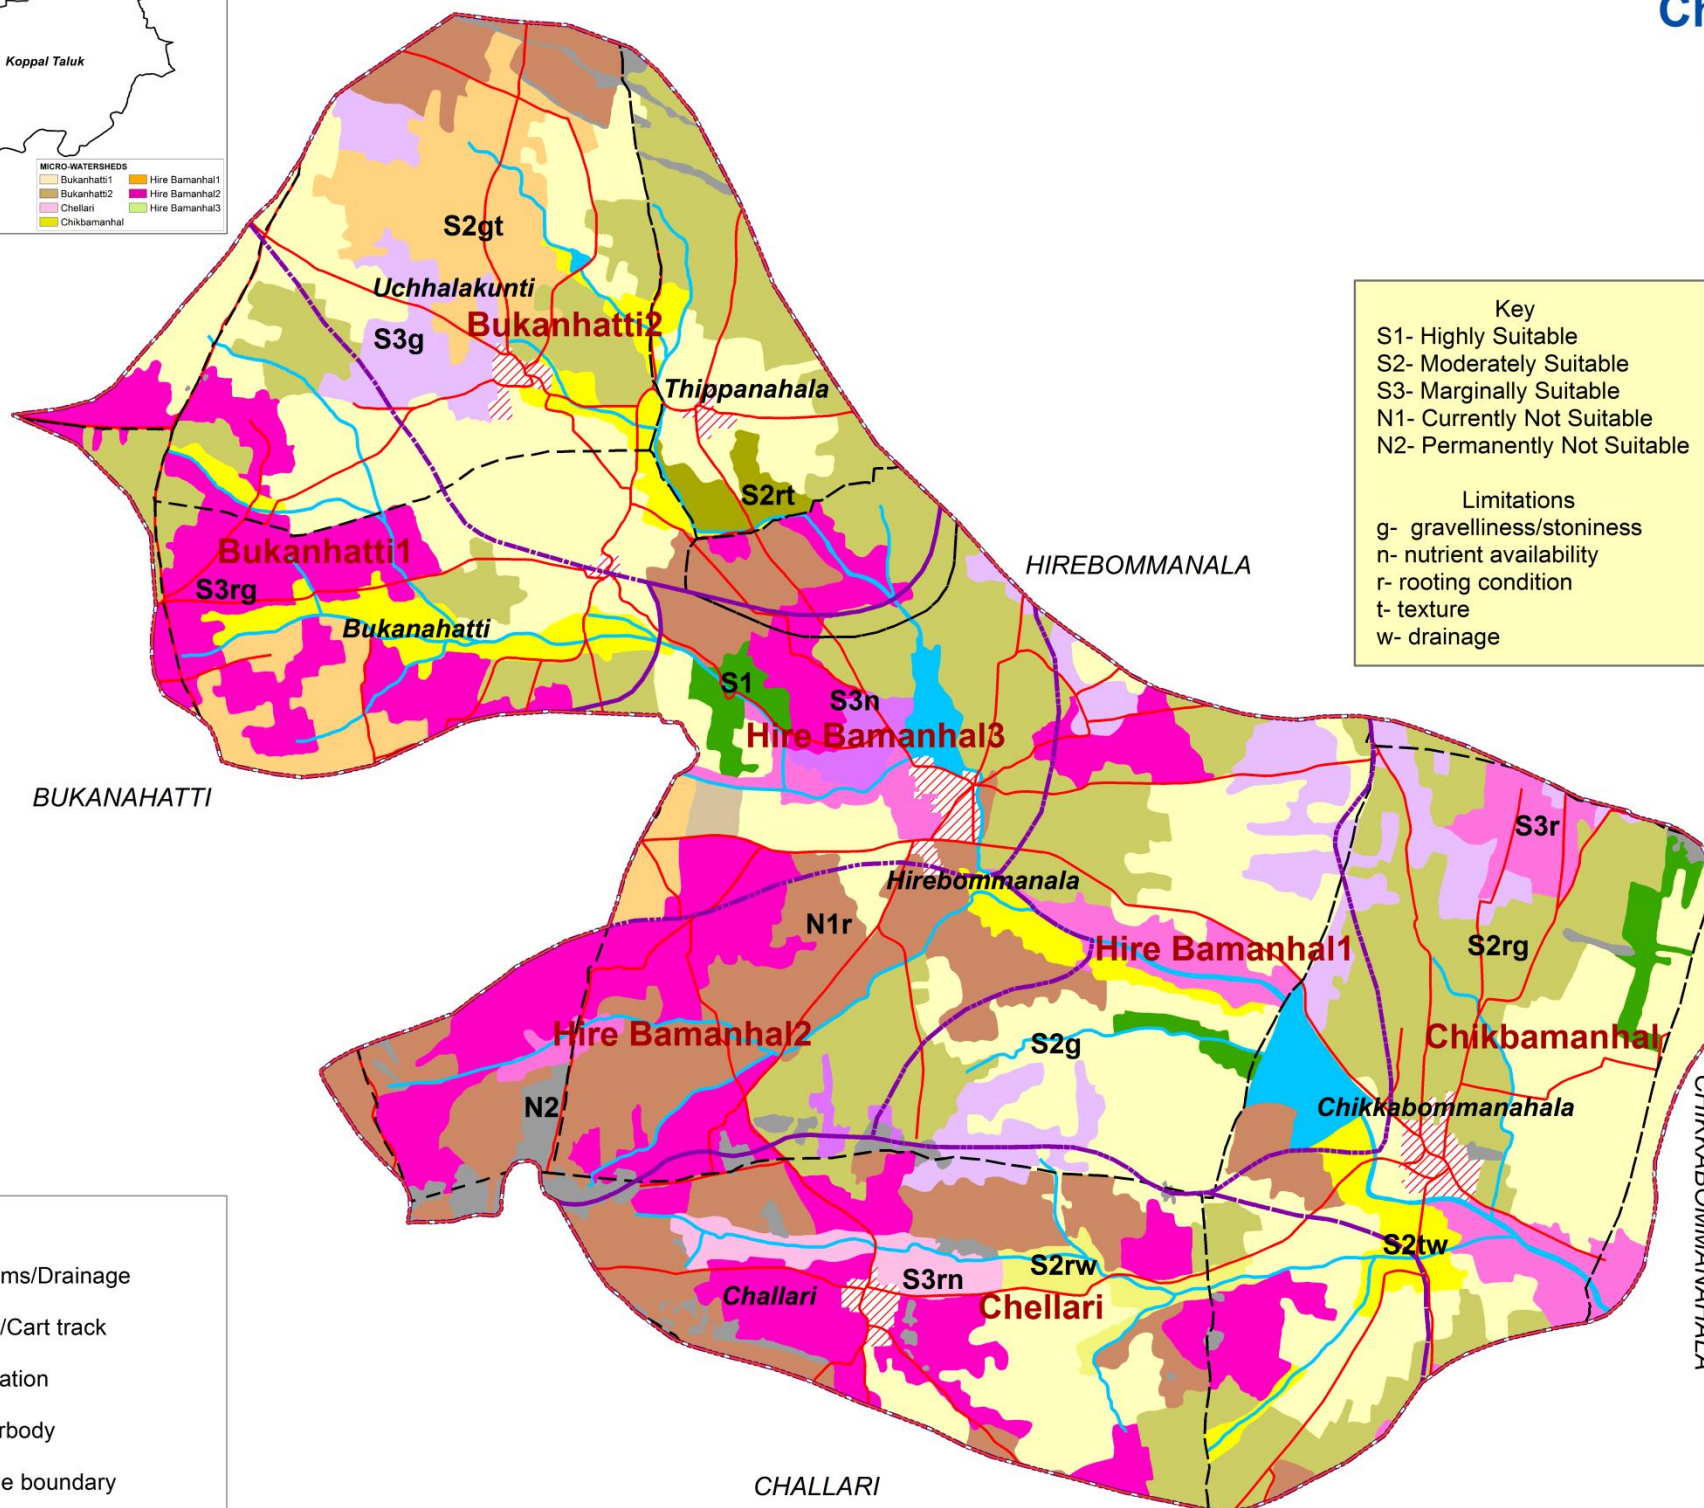 Ch
Koppal Taluk
MICRO-WATERSHEDS
Bukanhatti1
Hire Bamanhal1
Bukanhatti2
Hire Bamanhal2
Chellari
Hire Bamanhal3
Chikbamanhal
S2gt
Uchhalakunti
Bukanhatti2
S3g
Thippanahala
S2rt
Bukanhatti1
S3rg
Bukanahatti
HIREBOMMANALA
Key
S1- Highly Suitable
S2- Moderately Suitable
S3- Marginally Suitable
N1- Currently Not Suitable
N2- Permanently Not Suitable
Limitations
g- gravelliness/stoniness
n- nutrient availability
r- rooting condition
t- texture
w- drainage
S1
S3n
Hire Bamanhal3
BUKANAHATTI
S3r
Hirebommanala
N1r
Hire Bamanhal1
S2rg
Hire Bamanhal2
S2g
Chikbamanhal
N2
Chikkabommanahala
CHIKKABOMMANAHALA
S2tw
S2rw
S3rn
Challari
Chellari
ms/Drainage
/Cart track
ation
rbody
e boundary
CHALLARI